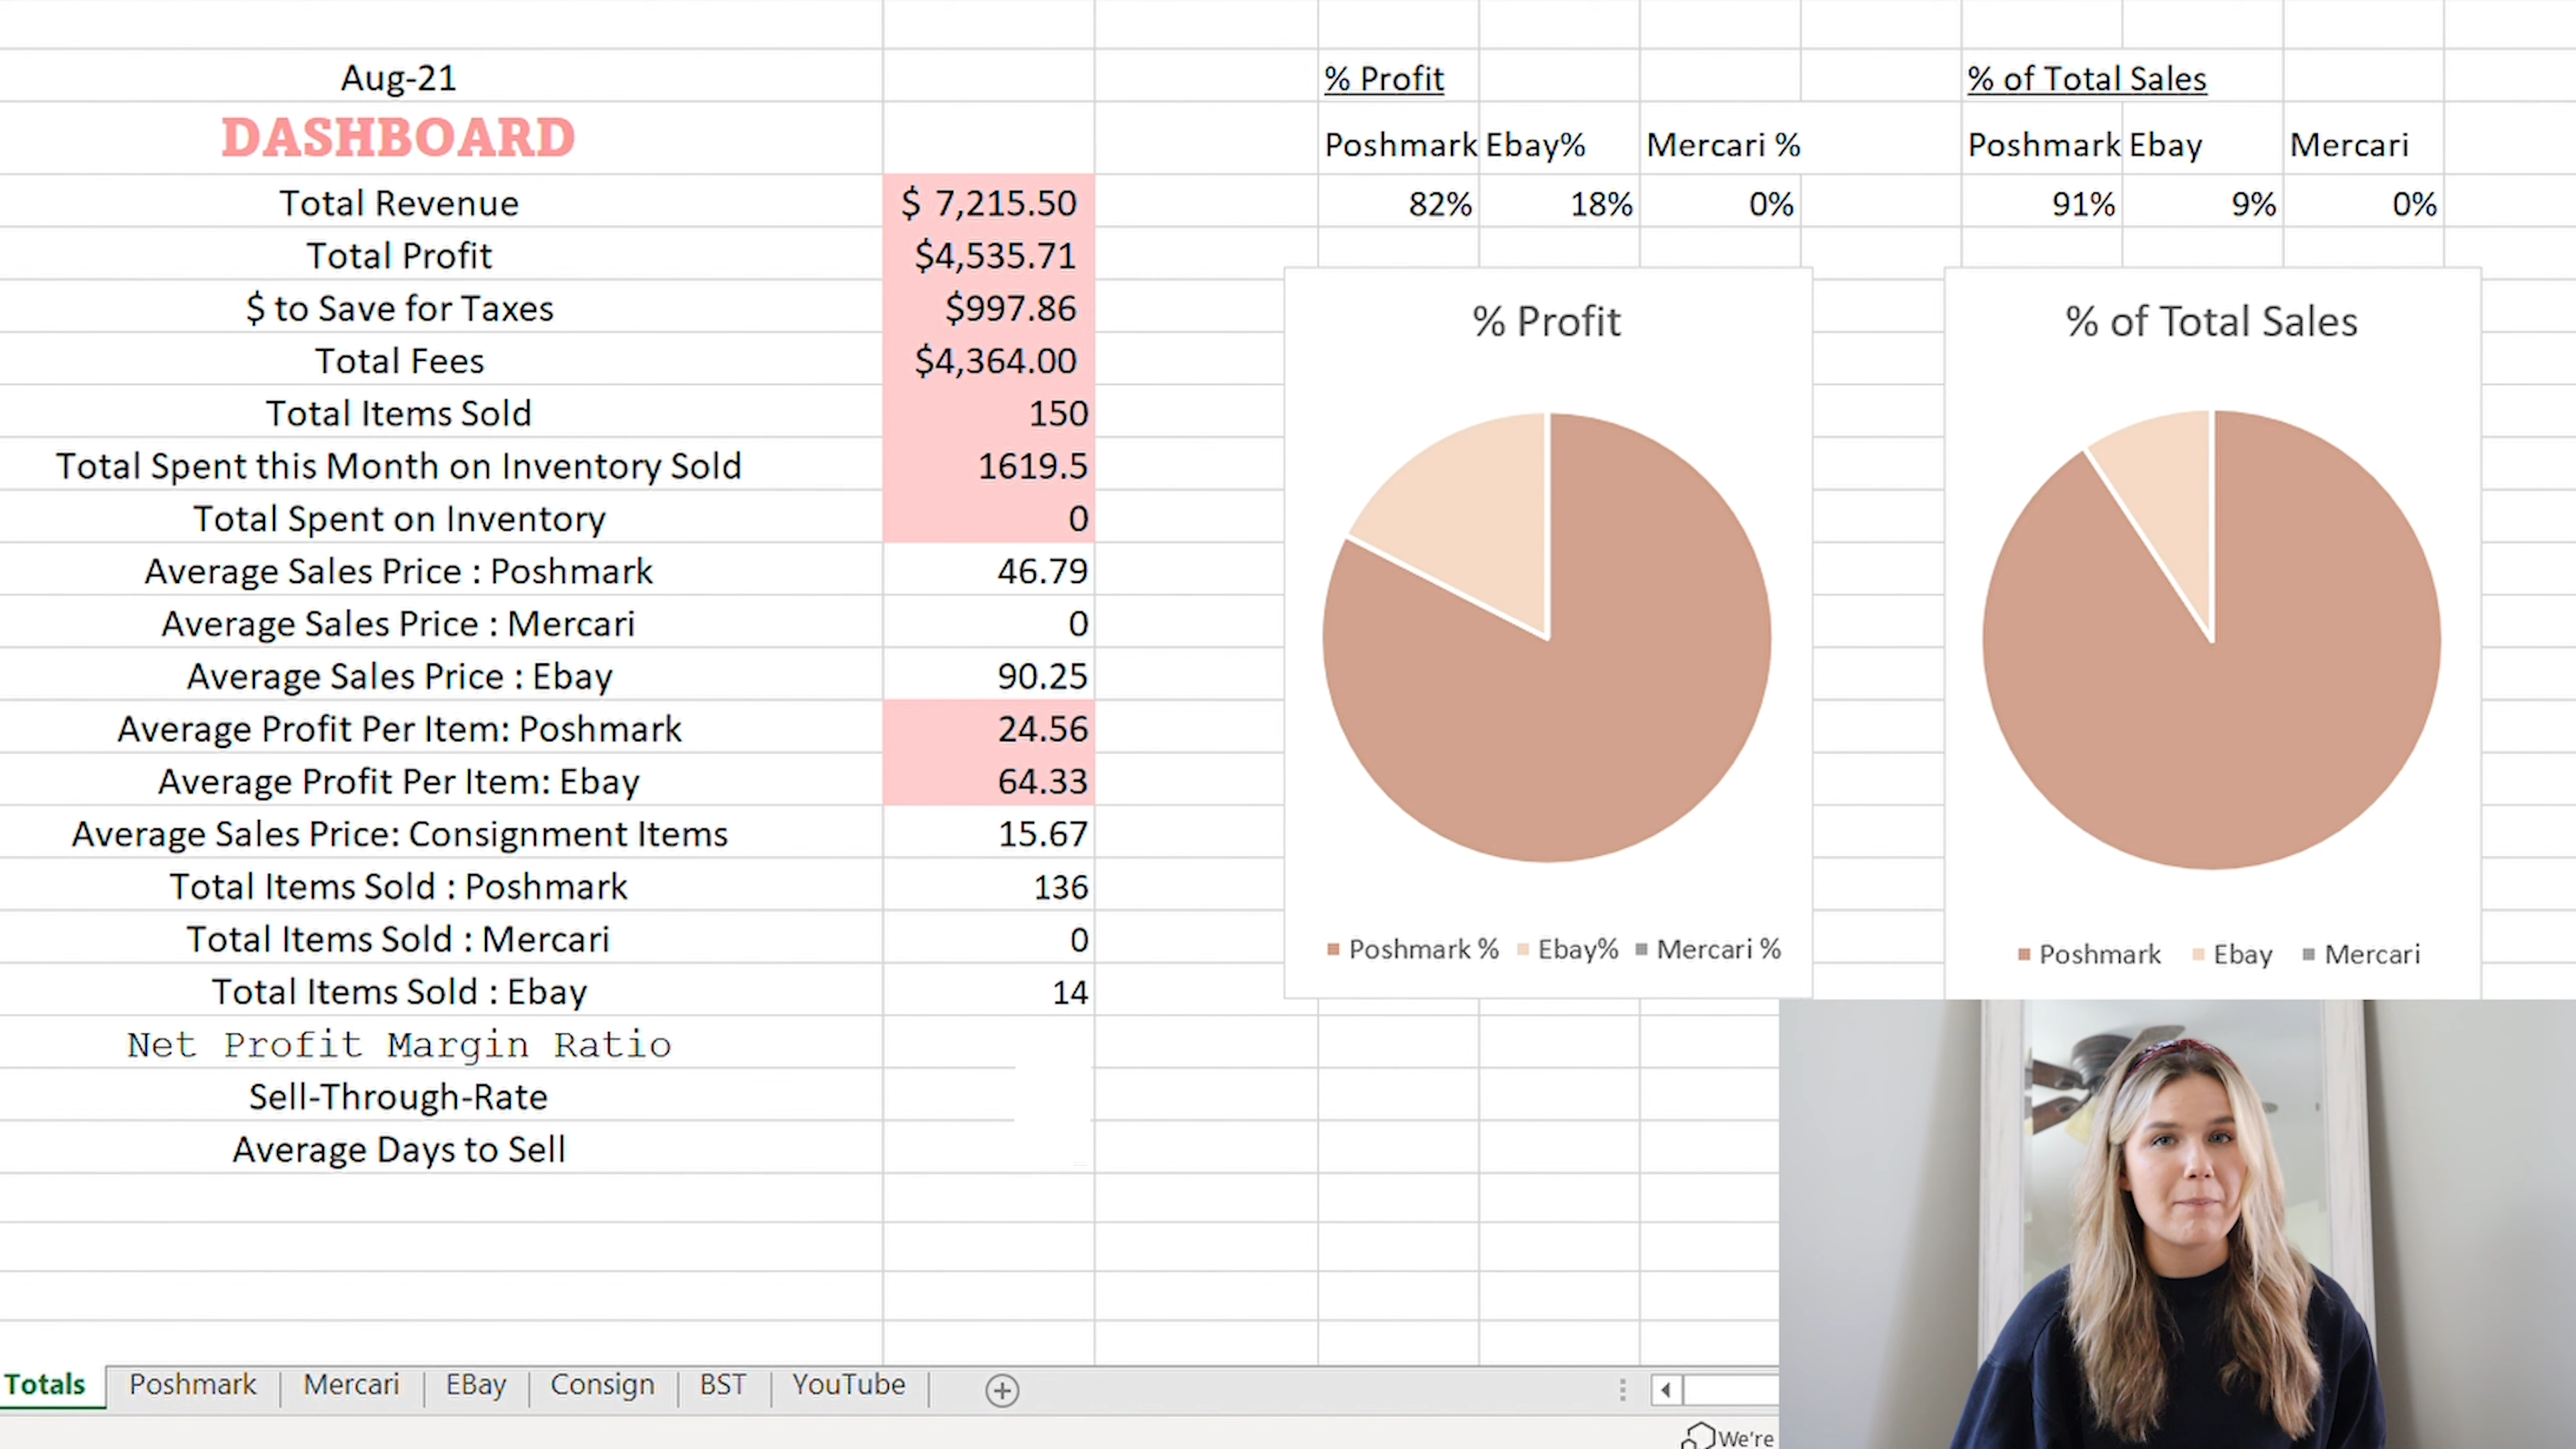 Aug-21
DASHBOARD
Total Revenue $ 7,215.50
Total Profit $4,535.71
$ to Save for Taxes $997.86
Total Fees $4,364.00
Total Items Sold 150
Total Spent this Month on Inventory Sold 1619.5
Total Spent on Inventory 0
Average Sales Price : Poshmark 46.79
Average Sales Price : Mercari 0
Average Sales Price : Ebay 90.25
Average Profit Per Item: Poshmark 24.56
Average Profit Per Item: Ebay 64.33
Average Sales Price: Consignment Items 15.67
Total Items Sold : Poshmark 136
Total Items Sold : Mercari 0
Total Items Sold : Ebay 14
Net Profit Margin Ratio
Sell-Through-Rate
Average Days to Sell
% Profit
Poshmark Ebay% Mercari %
82% 18% 0%
% Profit
Poshmark % Ebay% Mercari %
% of Total Sales
Poshmark Ebay Mercari
91% 9% 0%
% of Total Sales
Poshmark Ebay Mercari
Totals Poshmark Mercari EBay Consign BST YouTube
We're